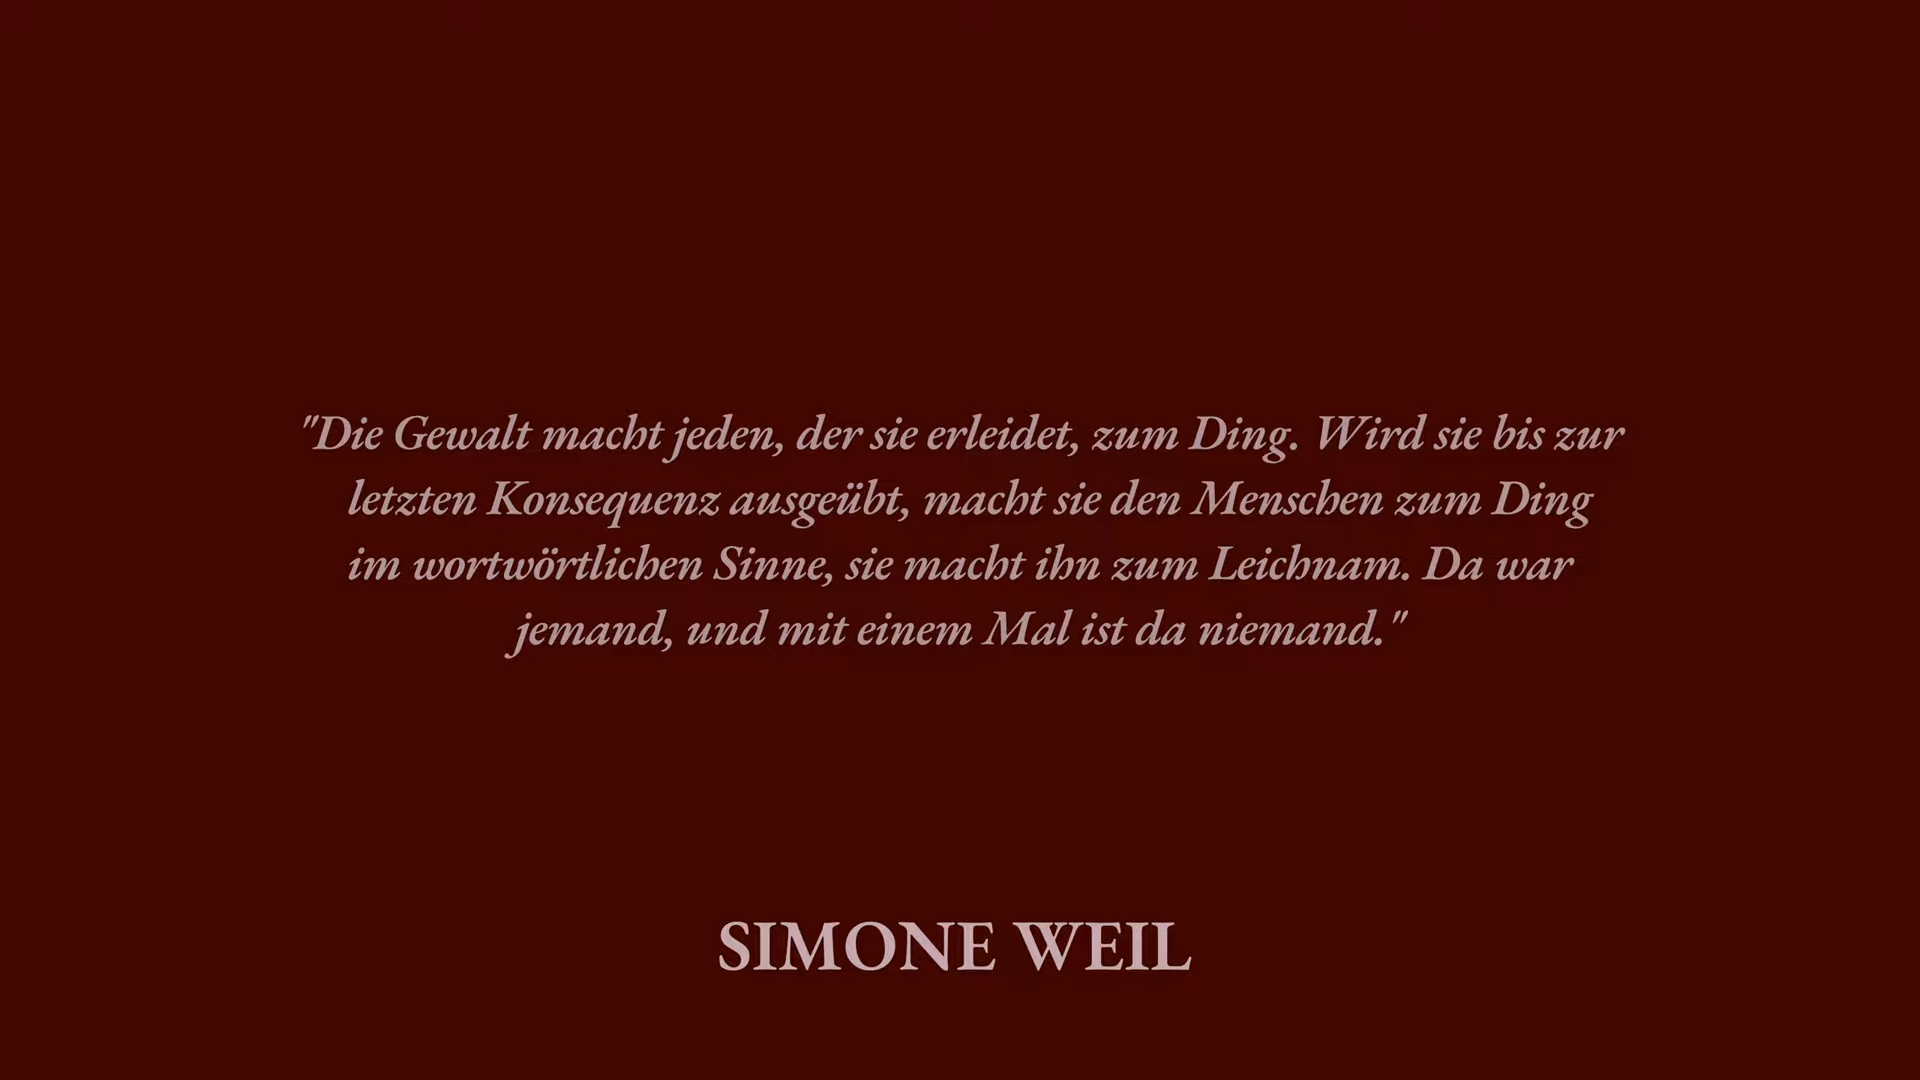 "Die Gewalt macht jeden, der sie erleidet, zum Ding. Wird sie bis zur
letzten Konsequenz ausgeübt, macht sie den Menschen zum Ding
im wortwörtlichen Sinne, sie macht ihn zum Leichnam. Da war
jemand, und mit einem Mal ist da niemand."
SIMONE WEIL